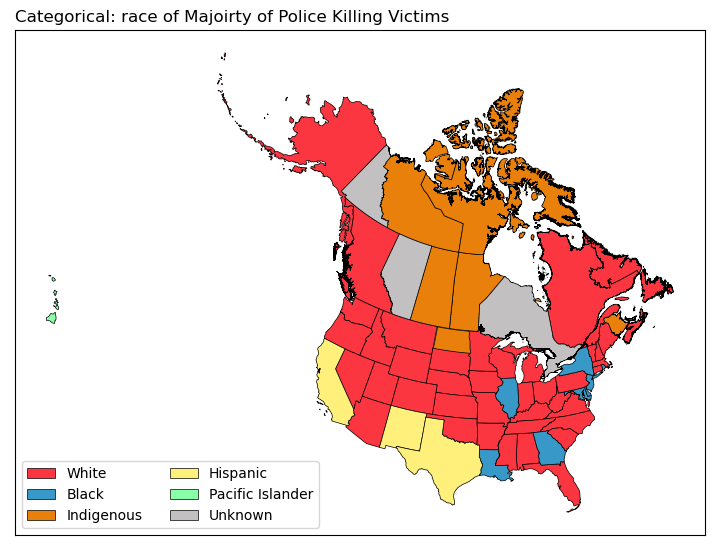 Categorical: race of Majoirty of Police Killing Victims
White
Black
Indigenous
Hispanic
Pacific Islander
Unknown